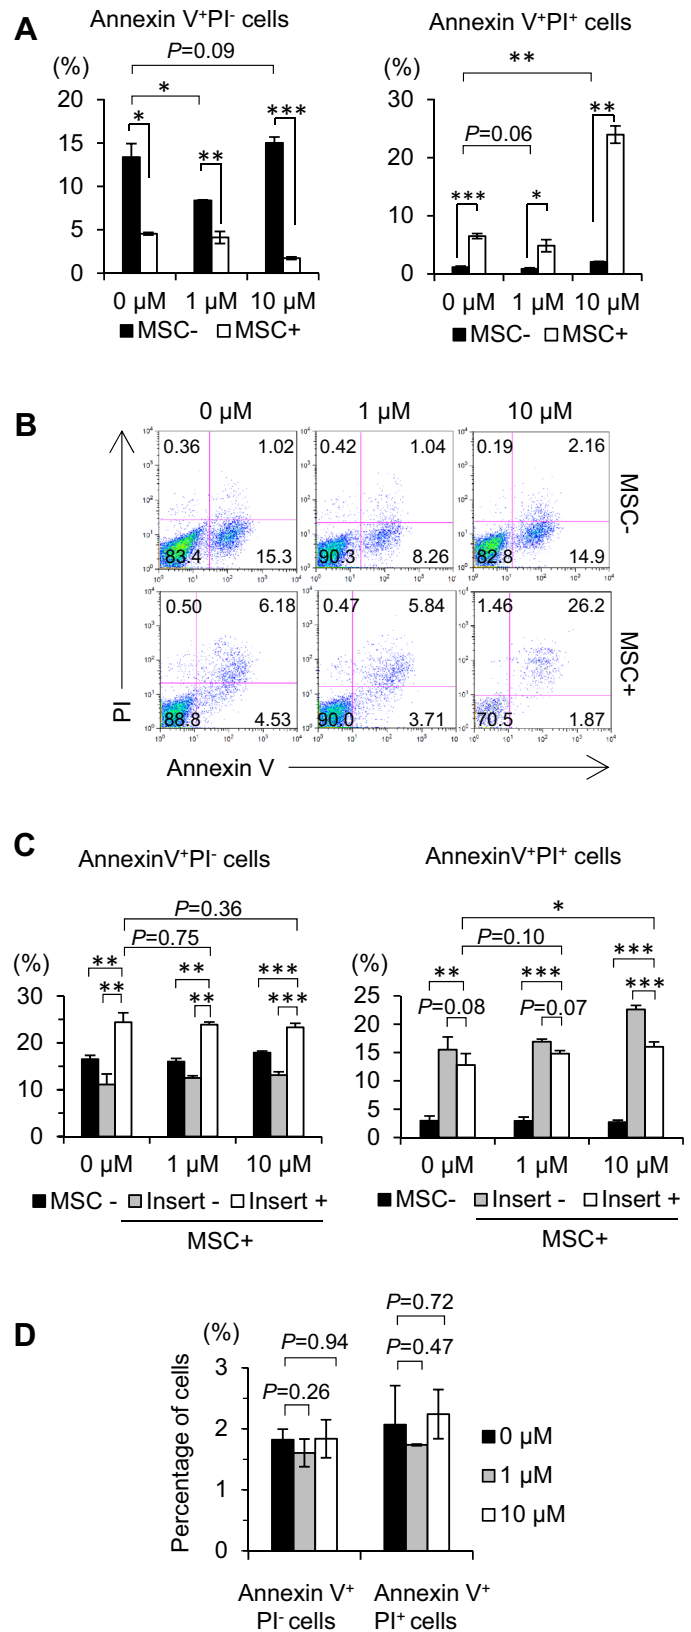 A
Annexin V⁺PI⁻ cells
Annexin V⁺PI⁺ cells
(%)
P=0.09
*
*
**
***
20
15
10
5
0
0 µM 1 µM 10 µM
MSC- MSC+
(%)
**
P=0.06
***
*
**
30
20
10
0
0 µM 1 µM 10 µM
MSC- MSC+
B
0 µM 1 µM 10 µM
0.36 1.02
83.4 15.3
0.42 1.04
90.3 8.26
0.19 2.16
82.8 14.9
MSC-
0.50 6.18
88.8 4.53
0.47 5.84
90.0 3.71
1.46 26.2
70.5 1.87
MSC+
PI
Annexin V
C
AnnexinV⁺PI⁻ cells
AnnexinV⁺PI⁺ cells
P=0.36
P=0.75
(%)
** ** ***
** ** ***
30
20
10
0
0 µM 1 µM 10 µM
MSC - Insert - Insert +
MSC+
*
P=0.10
(%)
** *** ***
P=0.08 P=0.07 ***
25
20
15
10
5
0
0 µM 1 µM 10 µM
MSC- Insert - Insert +
MSC+
D
(%)
P=0.94
P=0.26
P=0.72
P=0.47
Percentage of cells
3
2
1
0
0 µM
1 µM
10 µM
Annexin V⁺
PI⁻ cells
Annexin V⁺
PI⁺ cells